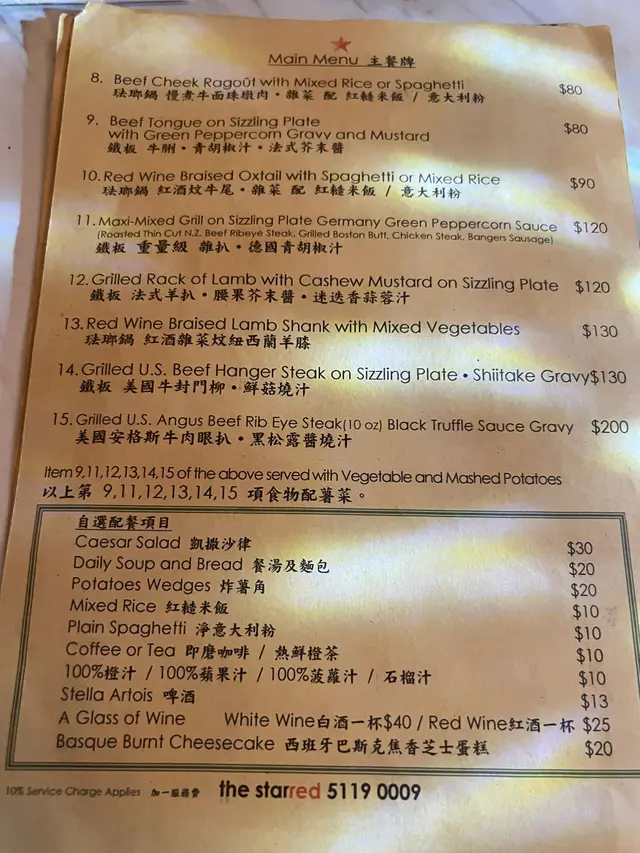 Main Menu 主餐牌
8. Beef Cheek Ragoût with Mixed Rice or Spaghetti $80
琺瑯鍋 慢煮牛面珠燉肉・雜菜 配 紅糙米飯 / 意大利粉
9. Beef Tongue on Sizzling Plate
with Green Peppercorn Gravy and Mustard $80
鐵板 牛脷・青胡椒汁・法式芥末醬
10. Red Wine Braised Oxtail with Spaghetti or Mixed Rice $90
琺瑯鍋 紅酒炆牛尾・雜菜 配 紅糙米飯 / 意大利粉
11. Maxi-Mixed Grill on Sizzling Plate Germany Green Peppercorn Sauce $120
(Roasted Thin Cut N.Z. Beef Ribeye Steak, Grilled Boston Butt, Chicken Steak, Bangers Sausage)
鐵板 重量級 雜扒・德國青胡椒汁
12. Grilled Rack of Lamb with Cashew Mustard on Sizzling Plate $120
鐵板 法式羊扒・腰果芥末醬・迷迭香蒜蓉汁
13. Red Wine Braised Lamb Shank with Mixed Vegetables $130
琺瑯鍋 紅酒雜菜炆紐西蘭羊膝
14. Grilled U.S. Beef Hanger Steak on Sizzling Plate • Shiitake Gravy $130
鐵板 美國牛封門柳・鮮菇燒汁
15. Grilled U.S. Angus Beef Rib Eye Steak(10 oz) Black Truffle Sauce Gravy $200
美國安格斯牛肉眼扒・黑松露醬燒汁
Item 9,11,12,13,14,15 of the above served with Vegetable and Mashed Potatoes
以上第 9,11,12,13,14,15 項食物配薯菜。
自選配餐項目
Caesar Salad 凱撒沙律 $30
Daily Soup and Bread 餐湯及麵包 $20
Potatoes Wedges 炸薯角 $20
Mixed Rice 紅糙米飯 $10
Plain Spaghetti 淨意大利粉 $10
Coffee or Tea 即磨咖啡 / 熱鮮橙茶 $10
100%橙汁 / 100%蘋果汁 / 100%菠蘿汁 / 石榴汁 $10
Stella Artois 啤酒 $13
A Glass of Wine White Wine白酒一杯$40 / Red Wine紅酒一杯 $25
Basque Burnt Cheesecake 西班牙巴斯克焦香芝士蛋糕 $20
10% Service Charge Applies 加一服務費 the starred 5119 0009